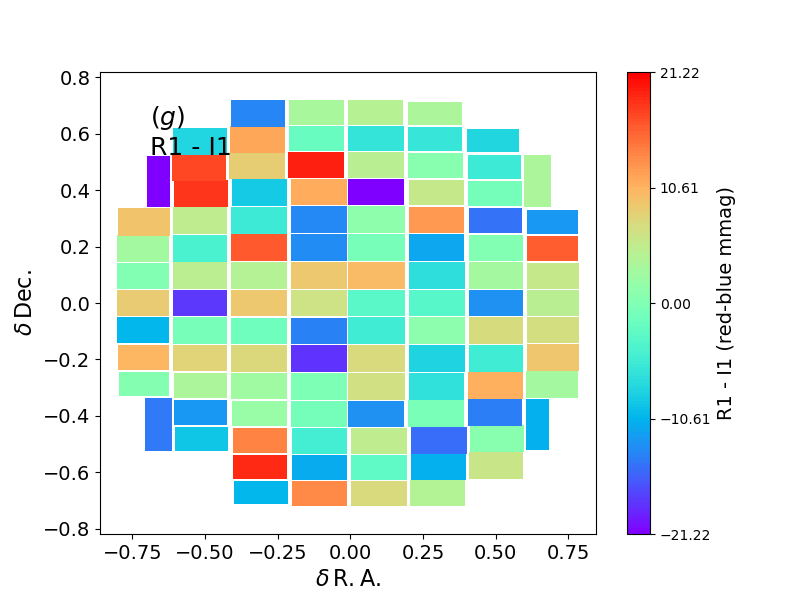 (g)
R1 - I1
0.8
0.6
0.4
0.2
0.0
−0.2
−0.4
−0.6
−0.8
δ Dec.
−0.75 −0.50 −0.25 0.00 0.25 0.50 0.75
δ R. A.
21.22
10.61
0.00
−10.61
−21.22
R1 - I1 (red-blue mmag)